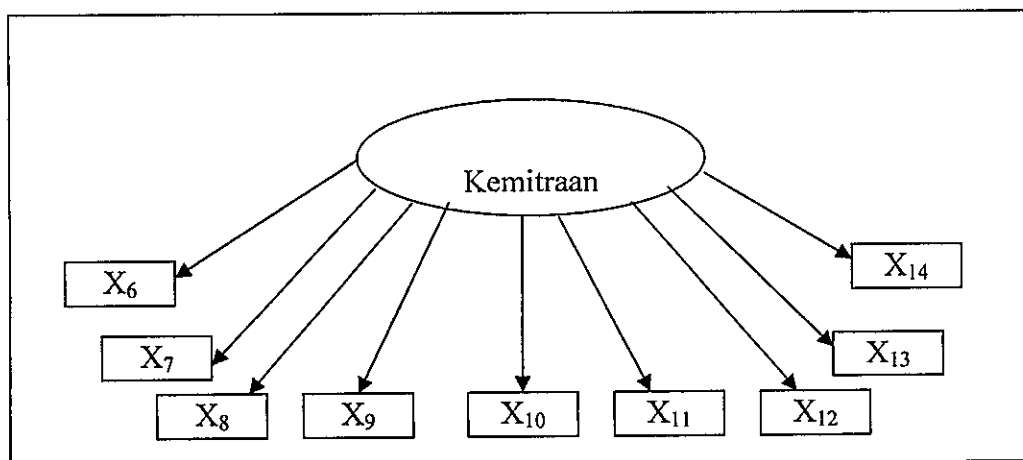 Kemitraan
X₆
X₇
X₈
X₉
X₁₀
X₁₁
X₁₂
X₁₃
X₁₄